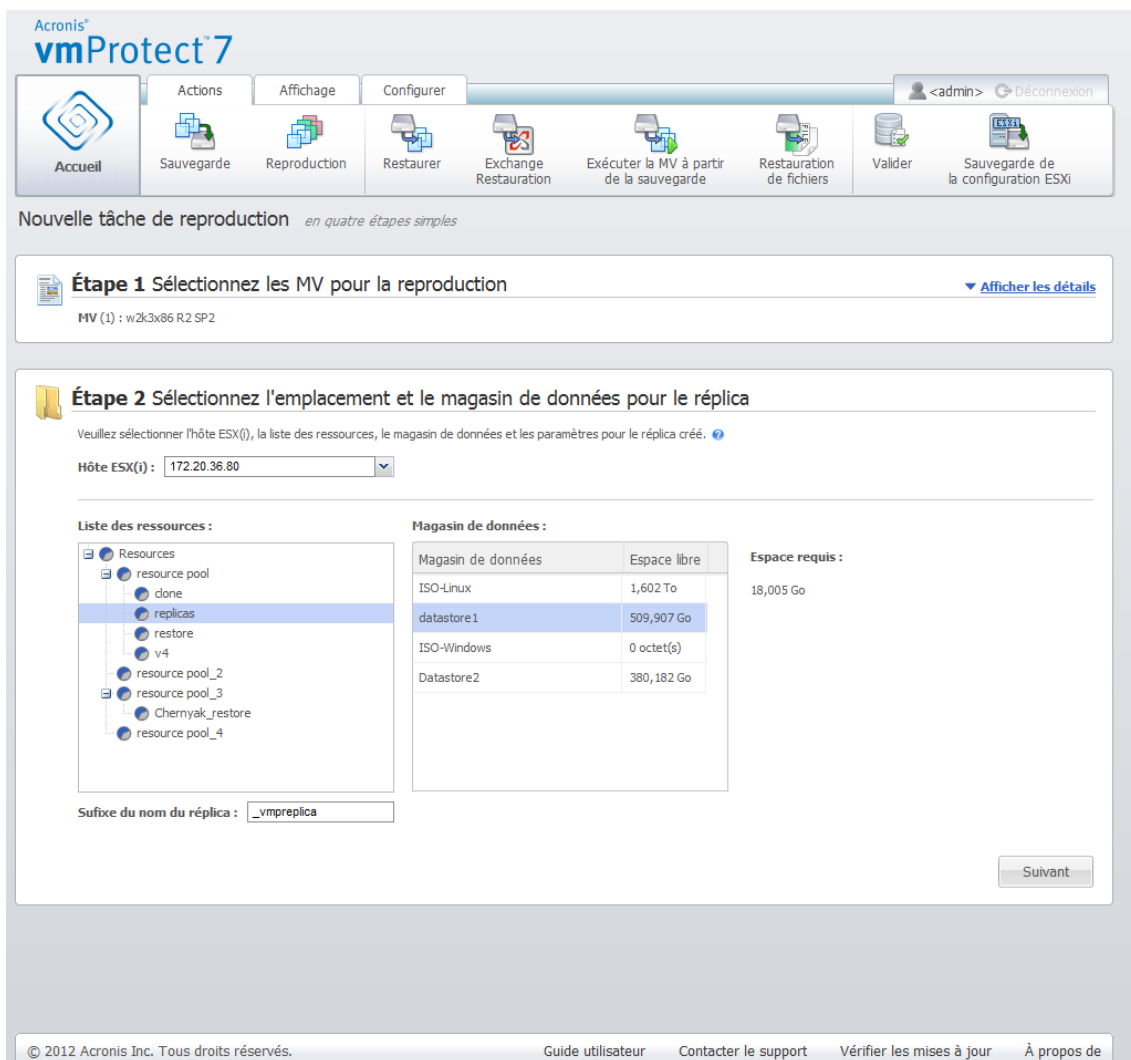 Acronis®
vmProtect™ 7
Actions Affichage Configurer <admin> Déconnexion
Accueil
Sauvegarde
Reproduction
Restaurer
Exchange
Restauration
Exécuter la MV à partir
de la sauvegarde
Restauration
de fichiers
Valider
ESXi
Sauvegarde de
la configuration ESXi
Nouvelle tâche de reproduction en quatre étapes simples
Étape 1 Sélectionnez les MV pour la reproduction
Afficher les détails
MV (1) : w2k3x86 R2 SP2
Étape 2 Sélectionnez l'emplacement et le magasin de données pour le réplica
Veuillez sélectionner l'hôte ESX(i), la liste des ressources, le magasin de données et les paramètres pour le réplica créé.
Hôte ESX(i) : 172.20.36.80
Liste des ressources :
Resources
resource pool
clone
replicas
restore
v4
resource pool_2
resource pool_3
Chernyak_restore
resource pool_4
Magasin de données :
Magasin de données Espace libre
ISO-Linux 1,602 To
datastore1 509,907 Go
ISO-Windows 0 octet(s)
Datastore2 380,182 Go
Espace requis :
18,005 Go
Sufixe du nom du réplica : _vmpreplica
Suivant
© 2012 Acronis Inc. Tous droits réservés. Guide utilisateur Contacter le support Vérifier les mises à jour À propos de